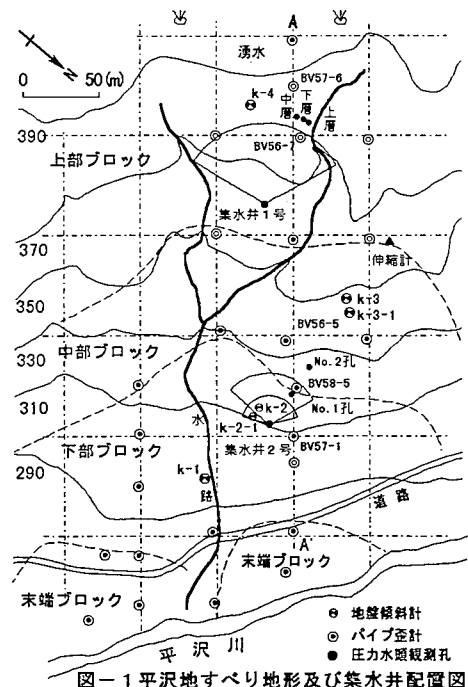 A
湧水
N
0 50(m)
BV57-6
k-4
中層
下層
上層
390
BV56-7
上部ブロック
集水井1号
370
伸縮計
350
k-3
k-3-1
BV56-5
330
中部ブロック
No.2孔
BV58-5
310
k-2
No.1孔
k-2-1
集水井2号
BV57-1
下部ブロック
水路
290
k-1
道路
A'
末端ブロック
末端ブロック
平沢川
地盤傾斜計
パイプ歪計
圧力水頭観測孔
図-1 平沢地すべり地形及び集水井配置図